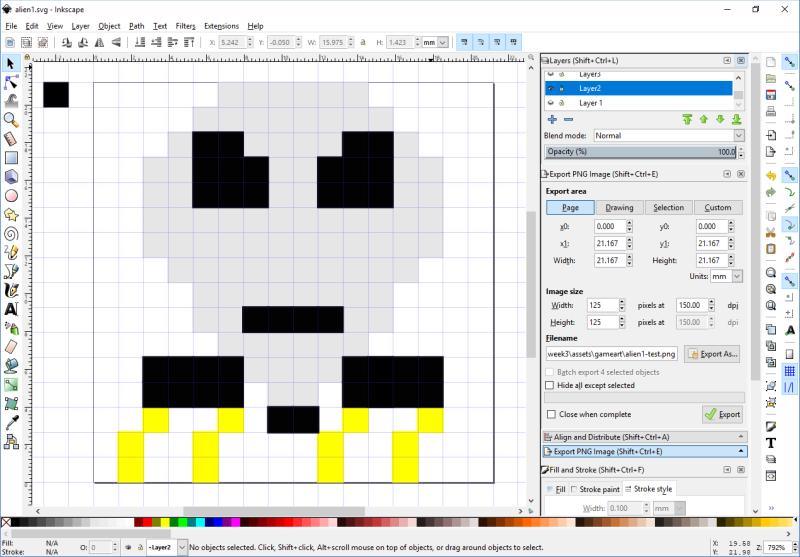 alien1.svg - Inkscape
File Edit View Layer Object Path Text Filters Extensions Help
X: 5.242 Y: -0.050 W: 15.975 H: 1.423 mm
Layers (Shift+Ctrl+L)
Layer3
Layer2
Layer 1
Blend mode: Normal
Opacity (%) 100.0
Export PNG Image (Shift+Ctrl+E)
Export area
Page Drawing Selection Custom
x0: 0.000 y0: 0.000
x1: 21.167 y1: 21.167
Width: 21.167 Height: 21.167
Units: mm
Image size
Width: 125 pixels at 150.00 dpi
Height: 125 pixels at 150.00 dpi
Filename
week3\assets\gameart\alien1-test.png Export As...
Batch export 4 selected objects
Hide all except selected
Close when complete Export
Align and Distribute (Shift+Ctrl+A)
Export PNG Image (Shift+Ctrl+E)
Fill and Stroke (Shift+Ctrl+F)
Fill Stroke paint Stroke style
Width: 0.100 mm
Fill: N/A
Stroke: N/A
O: 0
Layer2
No objects selected. Click, Shift+click, Alt+scroll mouse on top of objects, or drag around objects to select.
X: 19.50
Y: 21.90
Z: 792%